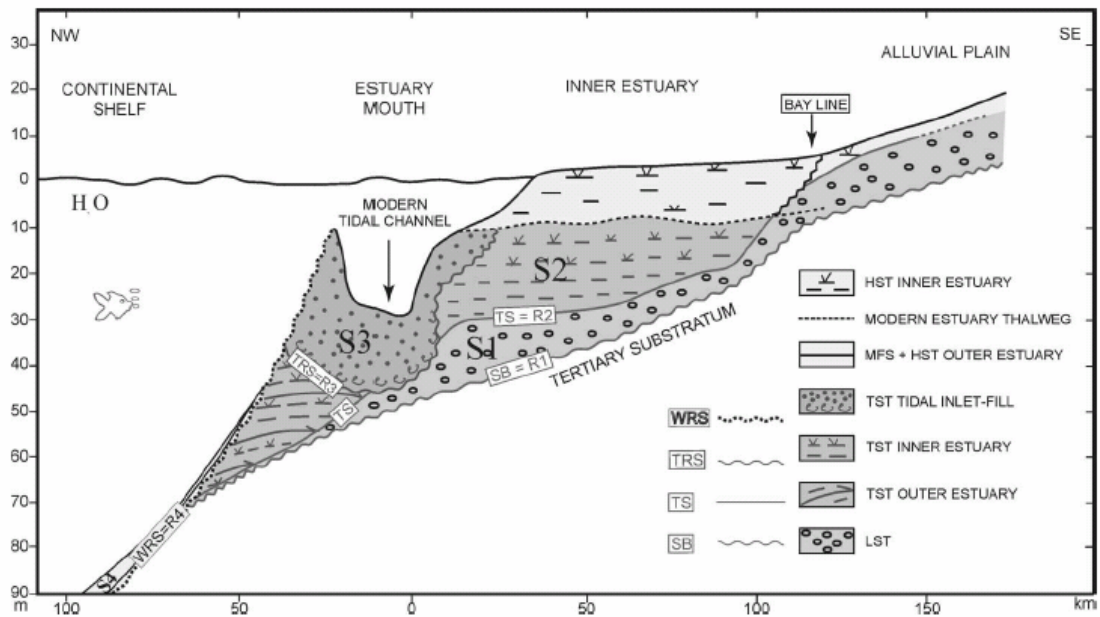 NW
SE
ALLUVIAL PLAIN
CONTINENTAL
SHELF
ESTUARY
MOUTH
INNER ESTUARY
BAY LINE
H O
MODERN
TIDAL CHANNEL
S2
S3
S1
TS = R2
SB = R1
TERTIARY SUBSTRATUM
TRS=R3
TS
WRS=R4
S4
HST INNER ESTUARY
MODERN ESTUARY THALWEG
MFS + HST OUTER ESTUARY
TST TIDAL INLET-FILL
TST INNER ESTUARY
TST OUTER ESTUARY
LST
WRS
TRS
TS
SB
30
20
10
0
10
20
30
40
50
60
70
80
90
m
100
50
0
50
100
150
km